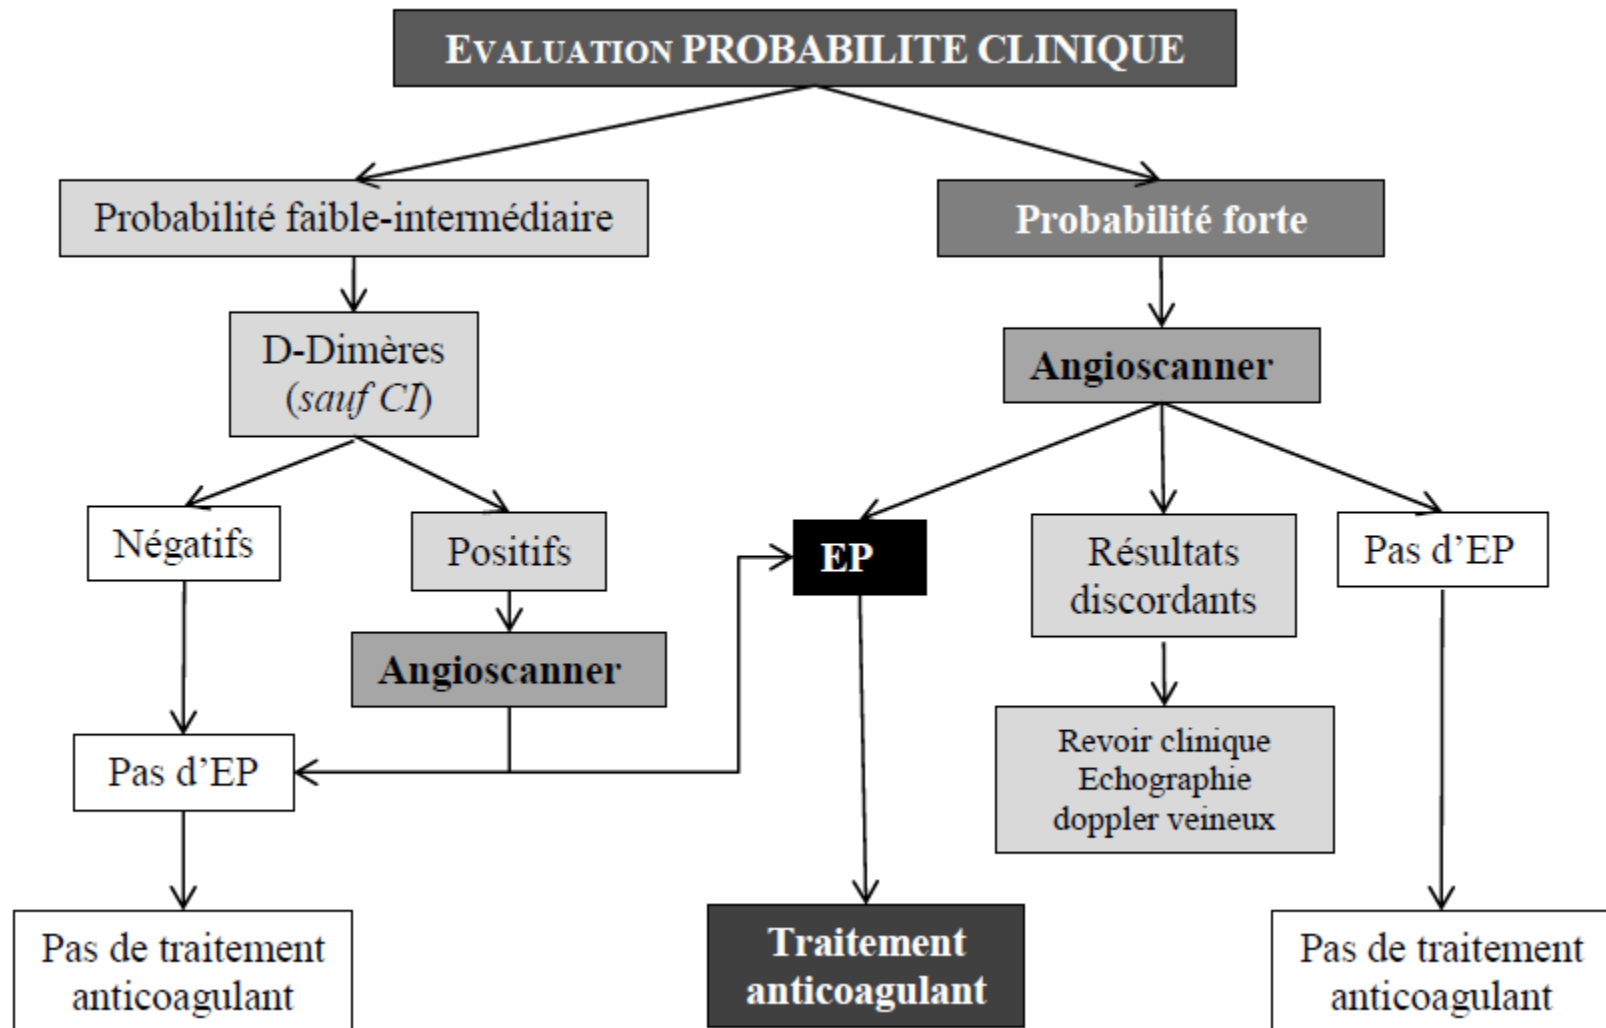 EVALUATION PROBABILITE CLINIQUE
Probabilité faible-intermédiaire
Probabilité forte
D-Dimères
(sauf CI)
Angioscanner
Négatifs
Positifs
EP
Résultats
discordants
Pas d’EP
Angioscanner
Pas d’EP
Revoir clinique
Echographie
doppler veineux
Pas de traitement
anticoagulant
Traitement
anticoagulant
Pas de traitement
anticoagulant